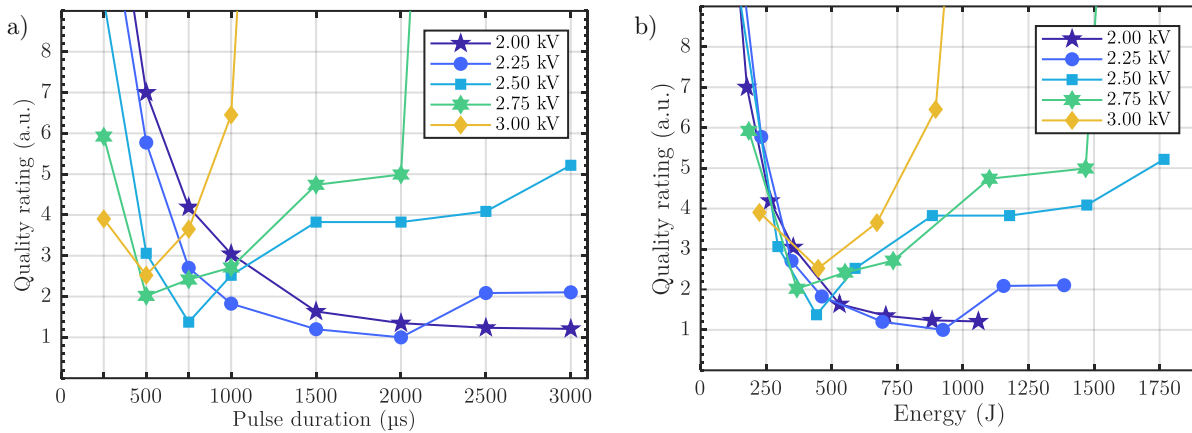 a)
Quality rating (a.u.)
9
8
7
6
5
4
3
2
1
0 500 1000 1500 2000 2500 3000
Pulse duration (µs)
2.00 kV
2.25 kV
2.50 kV
2.75 kV
3.00 kV
b)
Quality rating (a.u.)
8
7
6
5
4
3
2
1
0 250 500 750 1000 1250 1500 1750
Energy (J)
2.00 kV
2.25 kV
2.50 kV
2.75 kV
3.00 kV